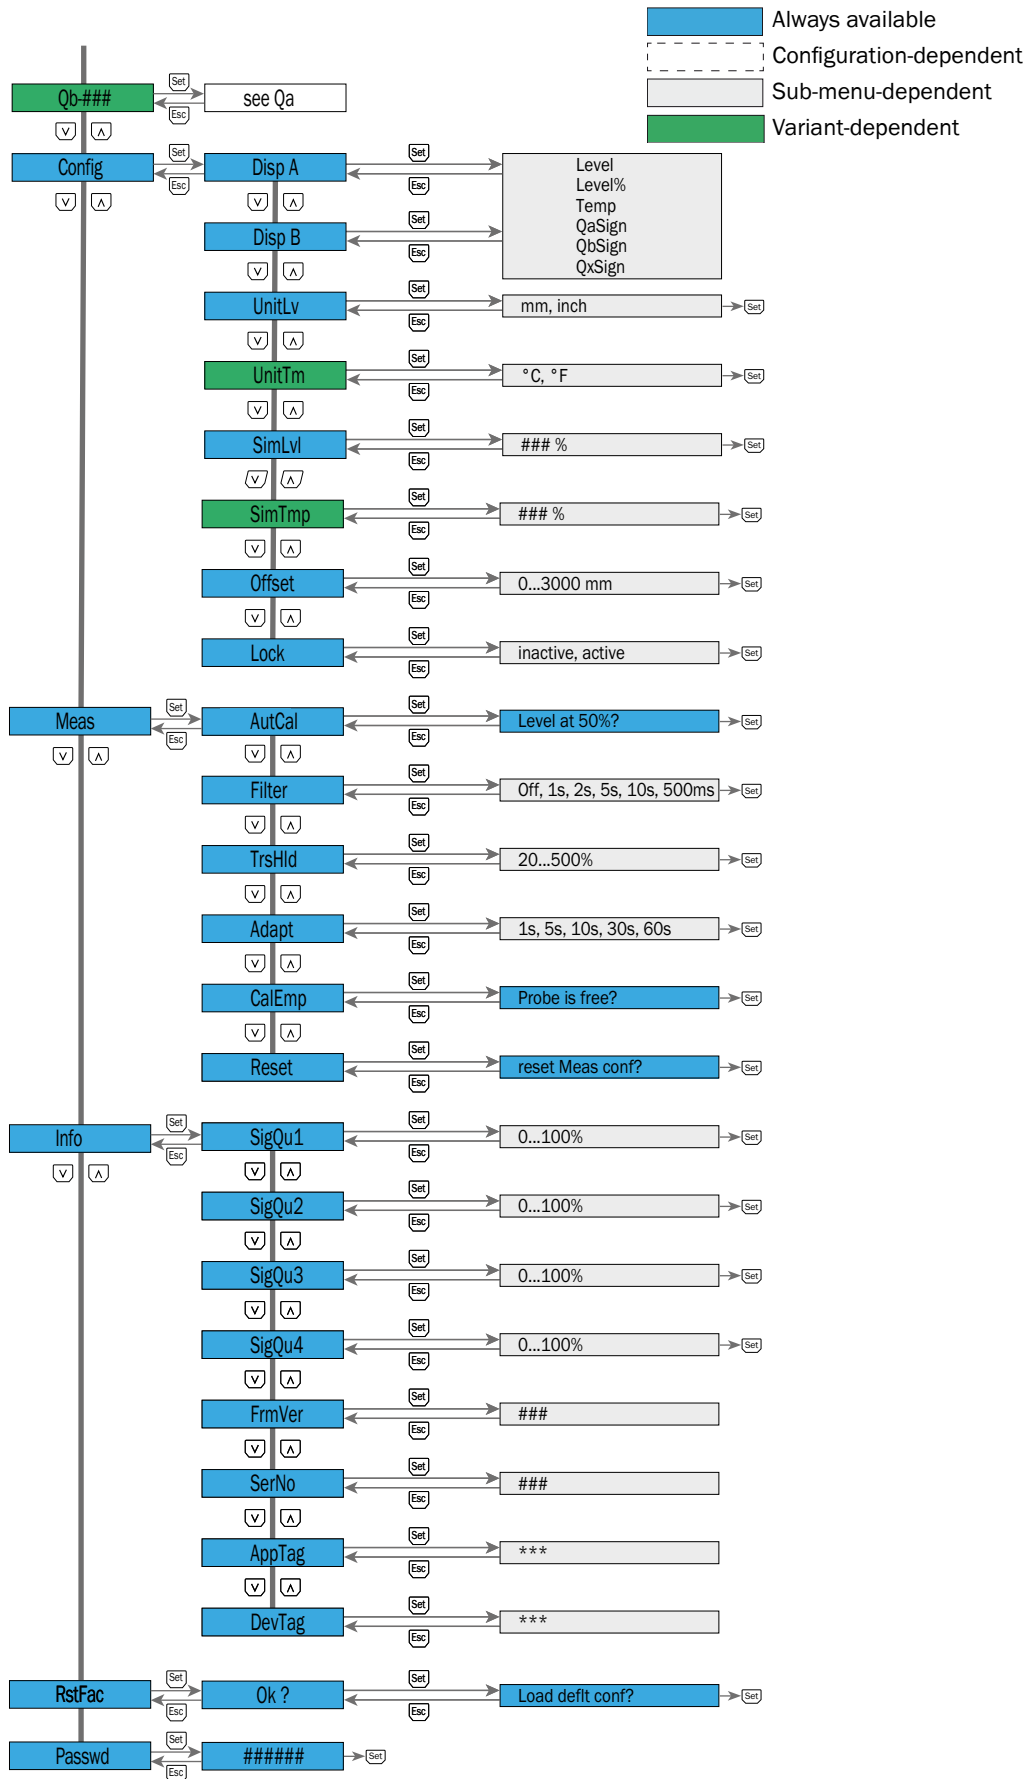 Always available
Configuration-dependent
Sub-menu-dependent
Variant-dependent
Qb-###
Set
Esc
see Qa
Config
Set
Esc
Disp A
Set
Esc
Level
Level%
Temp
QaSign
QbSign
QxSign
Disp B
Set
Esc
UnitLv
Set
Esc
mm, inch
Set
UnitTm
Set
Esc
°C, °F
Set
SimLvl
Set
Esc
### %
Set
SimTmp
Set
Esc
### %
Set
Offset
Set
Esc
0...3000 mm
Set
Lock
Set
Esc
inactive, active
Set
Meas
Set
Esc
AutCal
Set
Esc
Level at 50%?
Set
Filter
Set
Esc
Off, 1s, 2s, 5s, 10s, 500ms
Set
TrsHld
Set
Esc
20...500%
Set
Adapt
Set
Esc
1s, 5s, 10s, 30s, 60s
Set
CalEmp
Set
Esc
Probe is free?
Set
Reset
Set
Esc
reset Meas conf?
Set
Info
Set
Esc
SigQu1
Set
Esc
0...100%
Set
SigQu2
Set
Esc
0...100%
Set
SigQu3
Set
Esc
0...100%
Set
SigQu4
Set
Esc
0...100%
Set
FrmVer
Set
Esc
###
SerNo
Set
Esc
###
AppTag
Set
Esc
***
DevTag
Set
Esc
***
RstFac
Set
Esc
Ok ?
Set
Esc
Load deflt conf?
Set
Passwd
Set
Esc
######
Set